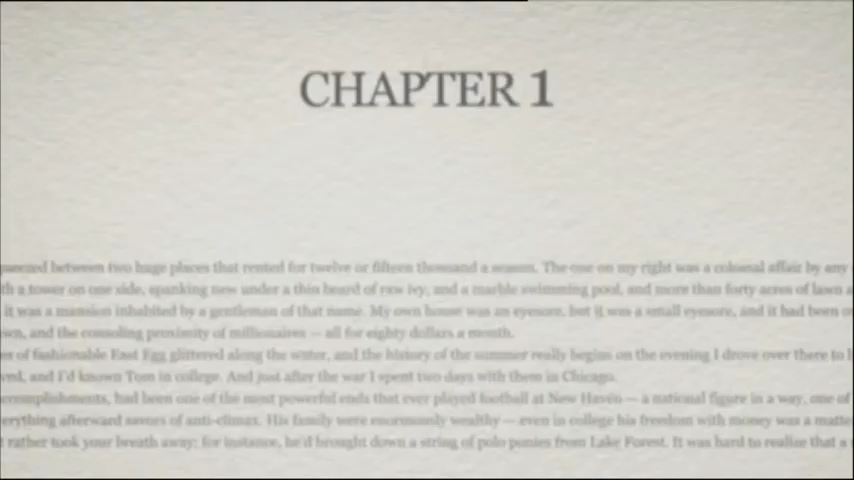 CHAPTER 1
between two huge places that rented for twelve or fifteen thousand a season. The one on my right was a colossal affair by any
th a tower on one side, spanking new under a thin beard of raw ivy, and a marble swimming pool, and more than forty acres of lawn a
it was a mansion inhabited by a gentleman of that name. My own house was an eyesore, but it was a small eyesore, and it had been o
wn, and the consoling proximity of millionaires — all for eighty dollars a month.
es of fashionable East Egg glittered along the water, and the history of the summer really begins on the evening I drove over there to
ved, and I'd known Tom in college. And just after the war I spent two days with them in Chicago.
accomplishments, had been one of the most powerful ends that ever played football at New Haven — a national figure in a way, one of
erything afterward savors of anti-climax. His family were enormously wealthy — even in college his freedom with money was a matte
t rather took your breath away: for instance, he'd brought down a string of polo ponies from Lake Forest. It was hard to realize that a